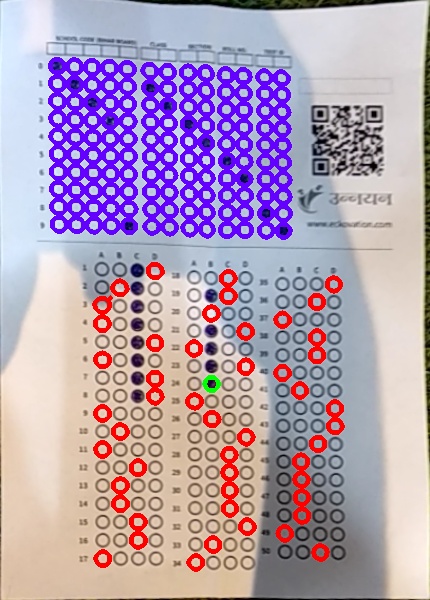 SCHOOL CODE (BIHAR BOARD) CLASS SECTION ROLL NO.
0
1
2
3
4
5
6
7
8
9
उन्नयन
www.eckovation.com
A B C D A B C D A B C D
1 18 35
2 19 36
3 20 37
4 21 38
5 22 39
6 23 40
7 24 41
8 25 42
9 26 43
10 27 44
11 28 45
12 29 46
13 30 47
14 31 48
15 32 49
16 33 50
17 34